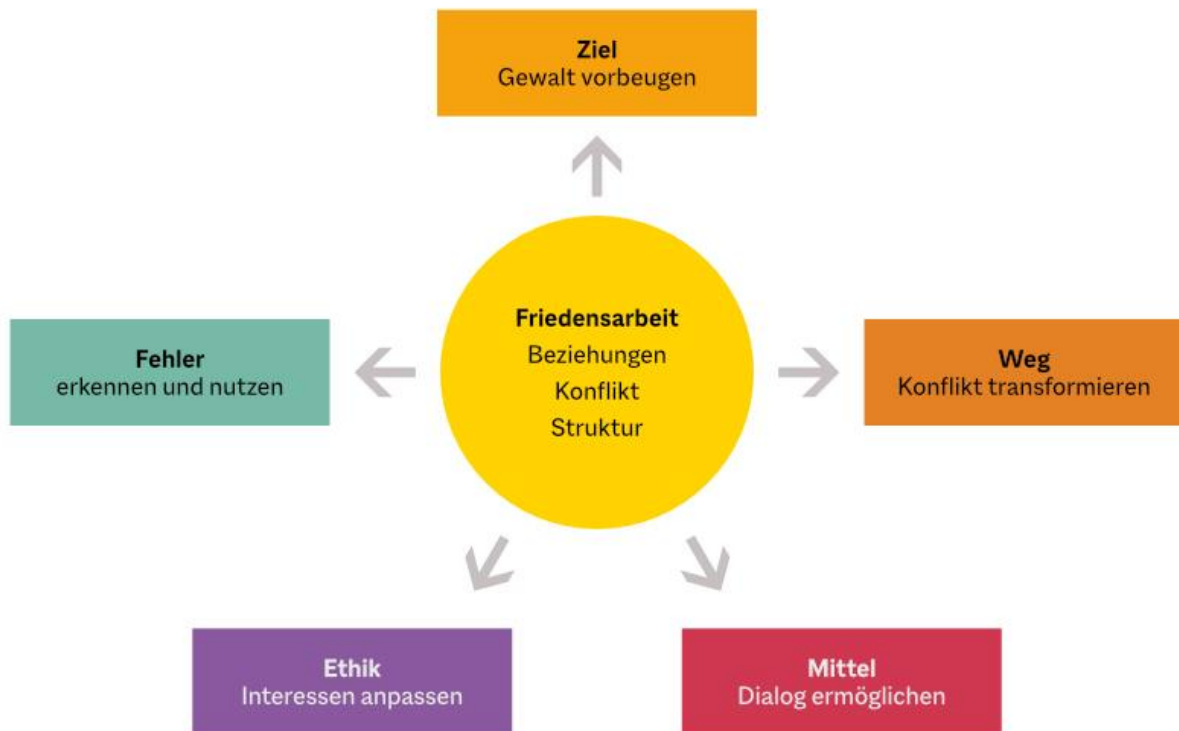 Ziel
Gewalt vorbeugen
Friedensarbeit
Beziehungen
Konflikt
Struktur
Fehler
erkennen und nutzen
Weg
Konflikt transformieren
Ethik
Interessen anpassen
Mittel
Dialog ermöglichen